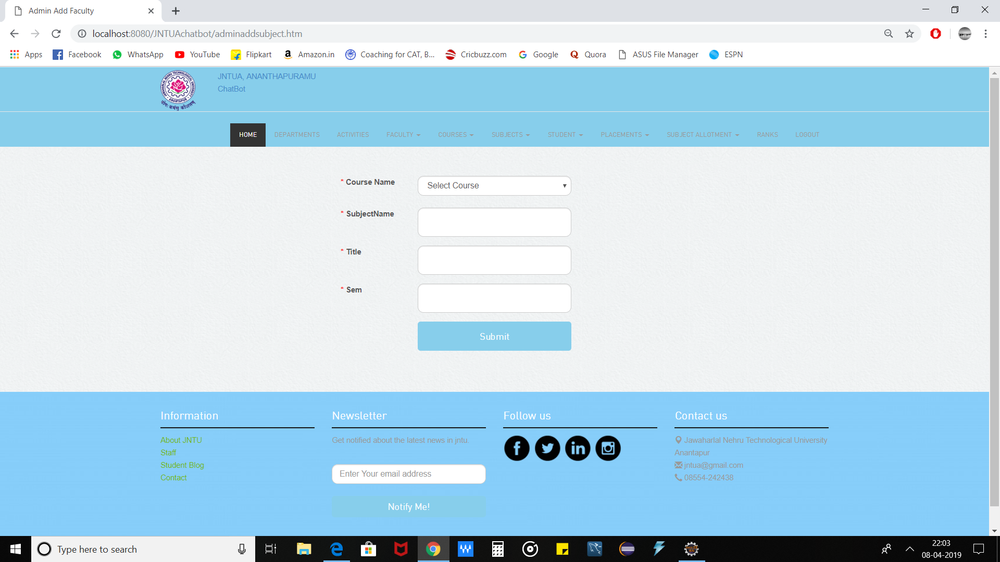 Admin Add Faculty
localhost:8080/JNTUAchatbot/adminaddsubject.htm
Apps Facebook WhatsApp YouTube Flipkart Amazon.in Coaching for CAT, B... Cricbuzz.com Google Quora ASUS File Manager ESPN
JNTUA, ANANTHAPURAMU
ChatBot
HOME DEPARTMENTS ACTIVITIES FACULTY COURSES SUBJECTS STUDENT PLACEMENTS SUBJECT ALLOTMENT RANKS LOGOUT
* Course Name Select Course
* SubjectName
* Title
* Sem
Submit
Information
About JNTU
Staff
Student Blog
Contact
Newsletter
Get notified about the latest news in jntu.
Enter Your email address
Notify Me!
Follow us
Contact us
Jawaharlal Nehru Technological University
Anantapur
jntua@gmail.com
08554-242438
Type here to search
22:03
08-04-2019